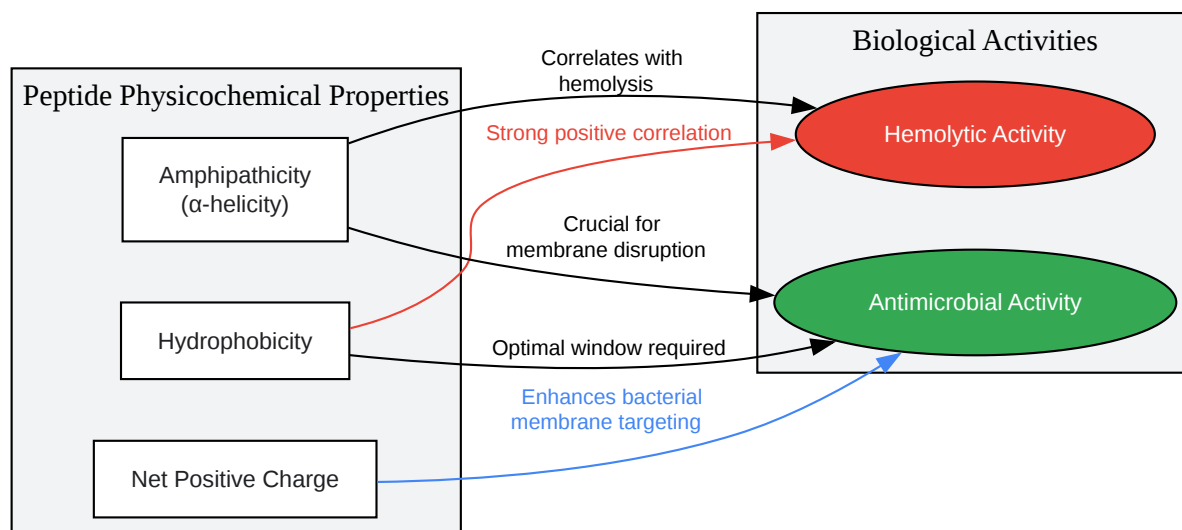 Biological Activities
Peptide Physicochemical Properties
Correlates with
hemolysis
Strong positive correlation
Hemolytic Activity
Amphipathicity
(α-helicity)
Crucial for
membrane disruption
Antimicrobial Activity
Hydrophobicity
Optimal window required
Enhances bacterial
membrane targeting
Net Positive Charge